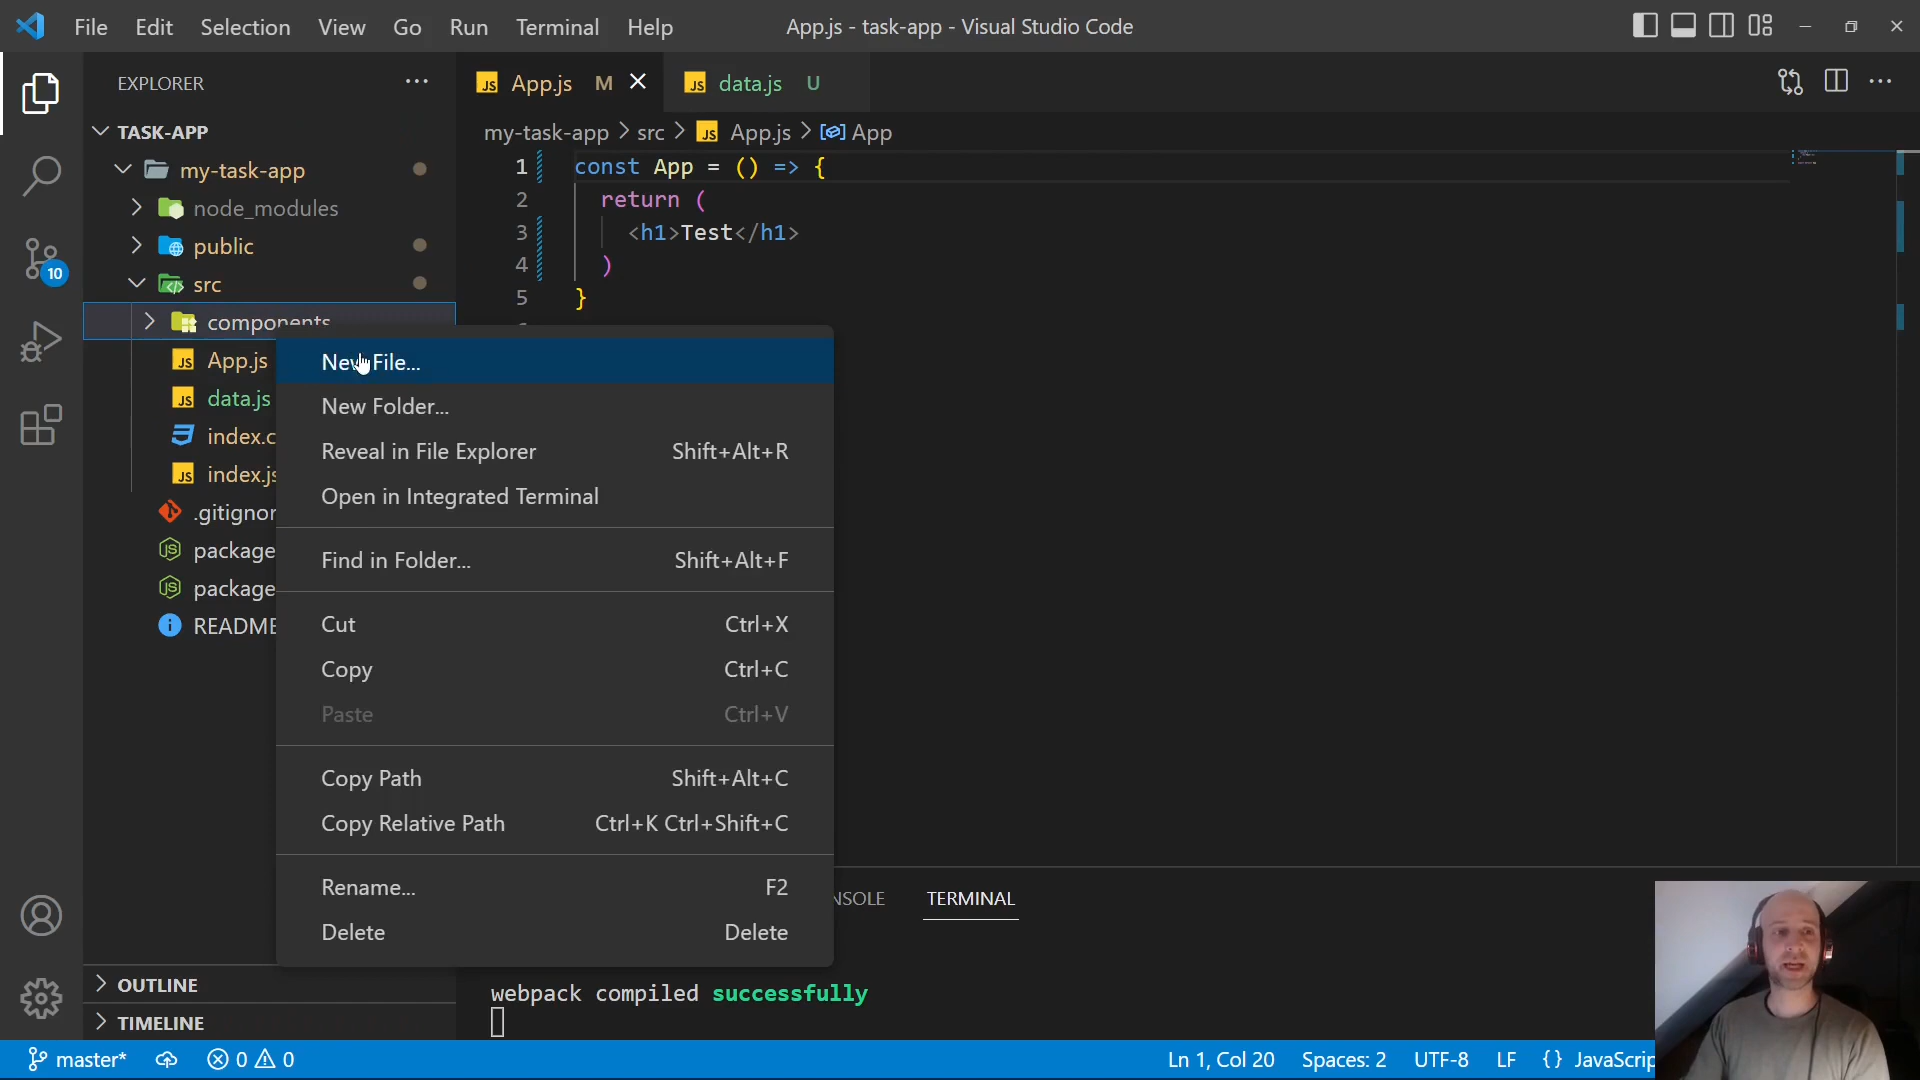 File Edit Selection View Go Run Terminal Help
App.js - task-app - Visual Studio Code
EXPLORER
App.js M
data.js U
TASK-APP
my-task-app
node_modules
public
src
components
App.js
data.js
index.c
index.js
.gitignor
package
package
README
10
my-task-app > src > App.js > App
1 const App = () => {
2 return (
3 <h1>Test</h1>
4 )
5 }
New File...
New Folder...
Reveal in File Explorer Shift+Alt+R
Open in Integrated Terminal
Find in Folder... Shift+Alt+F
Cut Ctrl+X
Copy Ctrl+C
Paste Ctrl+V
Copy Path Shift+Alt+C
Copy Relative Path Ctrl+K Ctrl+Shift+C
Rename... F2
Delete Delete
NSOLE TERMINAL
webpack compiled successfully
OUTLINE
TIMELINE
master* 0 0
Ln 1, Col 20 Spaces: 2 UTF-8 LF {} JavaScrip